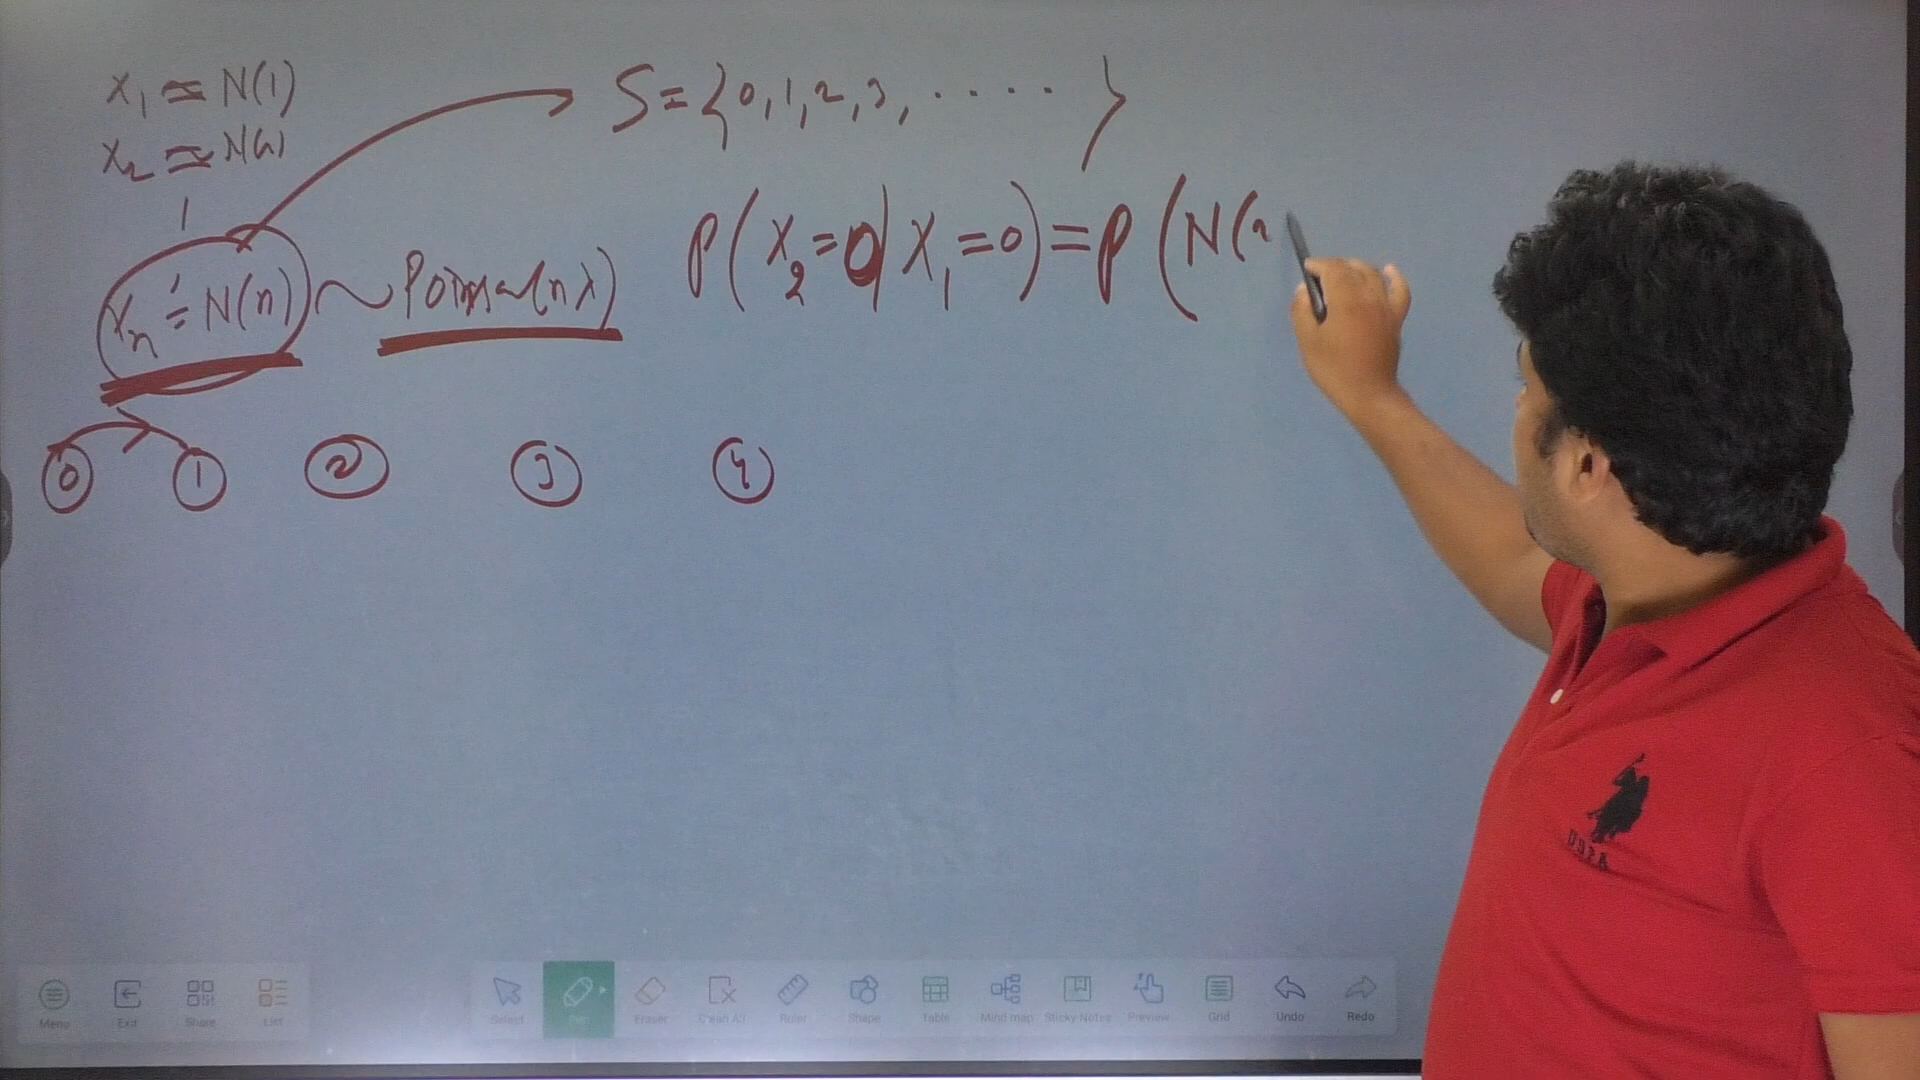 X₁ ≈ N(1)
X₂ ≈ N(2)
Xₙ = N(n) ~ Poisson(nλ)
S = {0, 1, 2, 3, ..... }
P(X₂ = 0 | X₁ = 0) = P(N(2
0 1 2 3 4
USPA
Menu Exit Share List Select Pen Eraser Clean All Ruler Shape Table Mind map Sticky Notes Preview Grid Undo Redo